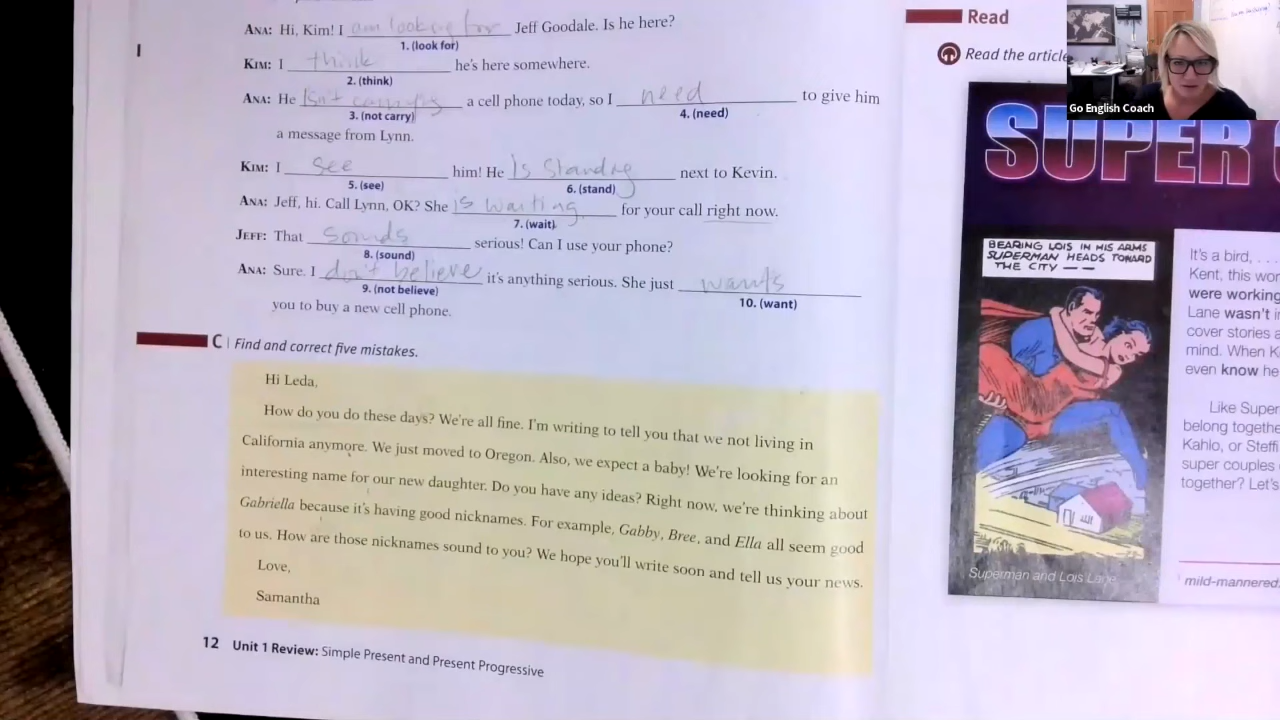 ANA: Hi, Kim! I am looking for Jeff Goodale. Is he here?
1. (look for)
KIM: I think he's here somewhere.
2. (think)
ANA: He Isn't carrying a cell phone today, so I need to give him
3. (not carry) 4. (need)
a message from Lynn.
KIM: I see him! He Is standng next to Kevin.
5. (see) 6. (stand)
ANA: Jeff, hi. Call Lynn, OK? She is waiting for your call right now.
7. (wait)
JEFF: That sounds serious! Can I use your phone?
8. (sound)
ANA: Sure. I don't believe it's anything serious. She just wants
9. (not believe) 10. (want)
you to buy a new cell phone.
C | Find and correct five mistakes.
Hi Leda,
How do you do these days? We're all fine. I'm writing to tell you that we not living in
California anymore. We just moved to Oregon. Also, we expect a baby! We're looking for an
interesting name for our new daughter. Do you have any ideas? Right now, we're thinking about
Gabriella because it's having good nicknames. For example, Gabby, Bree, and Ella all seem good
to us. How are those nicknames sound to you? We hope you'll write soon and tell us your news.
Love,
Samantha
12 Unit 1 Review: Simple Present and Present Progressive
Read
Read the article
Go English Coach
SUPER
BEARING LOIS IN HIS ARMS
SUPERMAN HEADS TOWARD
THE CITY — —
Superman and Lois Lane
It's a bird, . . .
Kent, this
were working
Lane wasn't
cover stories
mind. When
even know he
Like Super
belong togethe
Kahlo, or Steffi
super couples
together? Let's
1 mild-mannered: